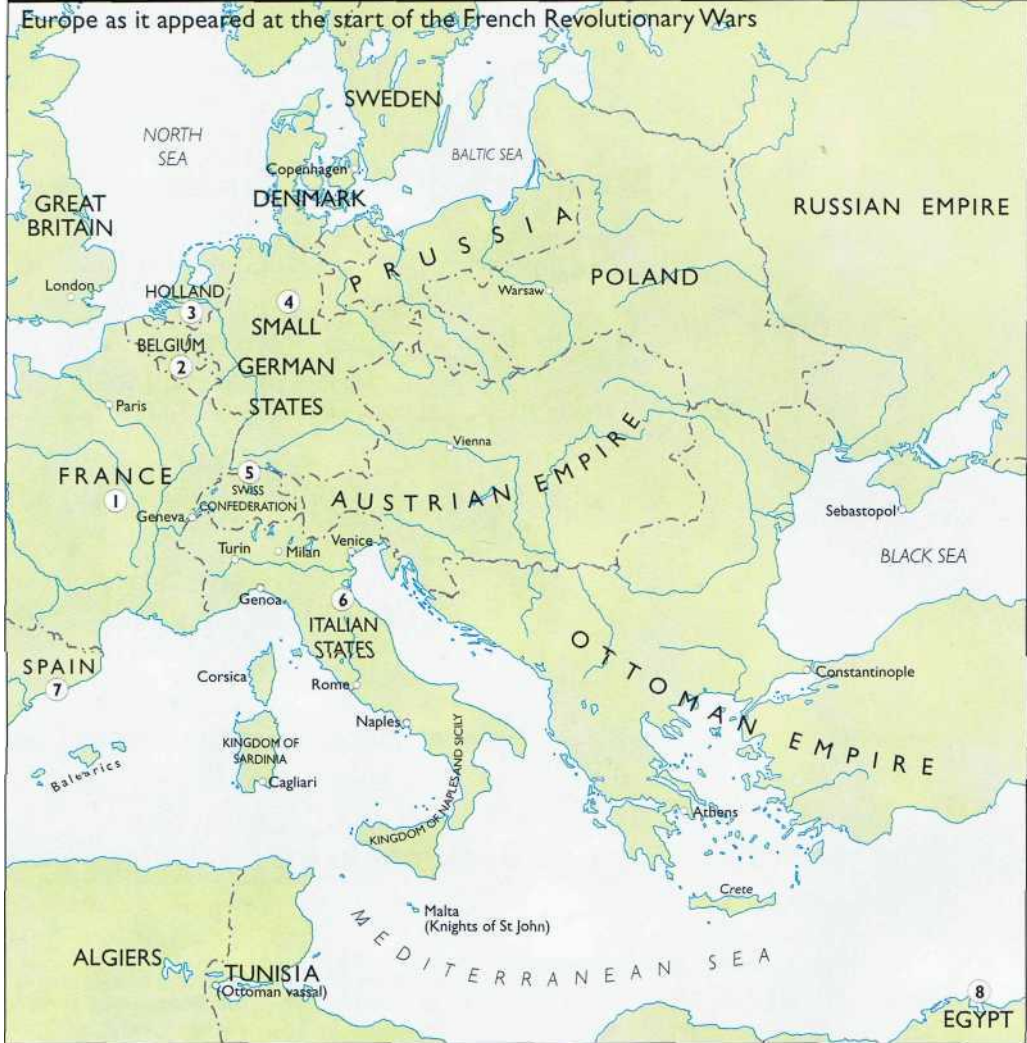 Europe as it appeared at the start of the French Revolutionary Wars
SWEDEN
NORTH
SEA
BALTIC SEA
Copenhagen
DENMARK
GREAT
BRITAIN
RUSSIAN EMPIRE
PRUSSIA
POLAND
London
HOLLAND
3
4
Warsaw
SMALL
GERMAN
STATES
BELGIUM
2
Paris
Vienna
FRANCE
1
5
SWISS
CONFEDERATION
AUSTRIAN EMPIRE
Geneva
Sebastopol
Turin
Milan
Venice
BLACK SEA
Genoa
6
ITALIAN
STATES
OTTOMAN EMPIRE
SPAIN
7
Corsica
Rome
Constantinople
Naples
KINGDOM OF
SARDINIA
Cagliari
Balearics
KINGDOM OF NAPLES AND SICILY
Athens
Crete
Malta
(Knights of St John)
MEDITERRANEAN SEA
ALGIERS
TUNISIA
(Ottoman vassal)
8
EGYPT